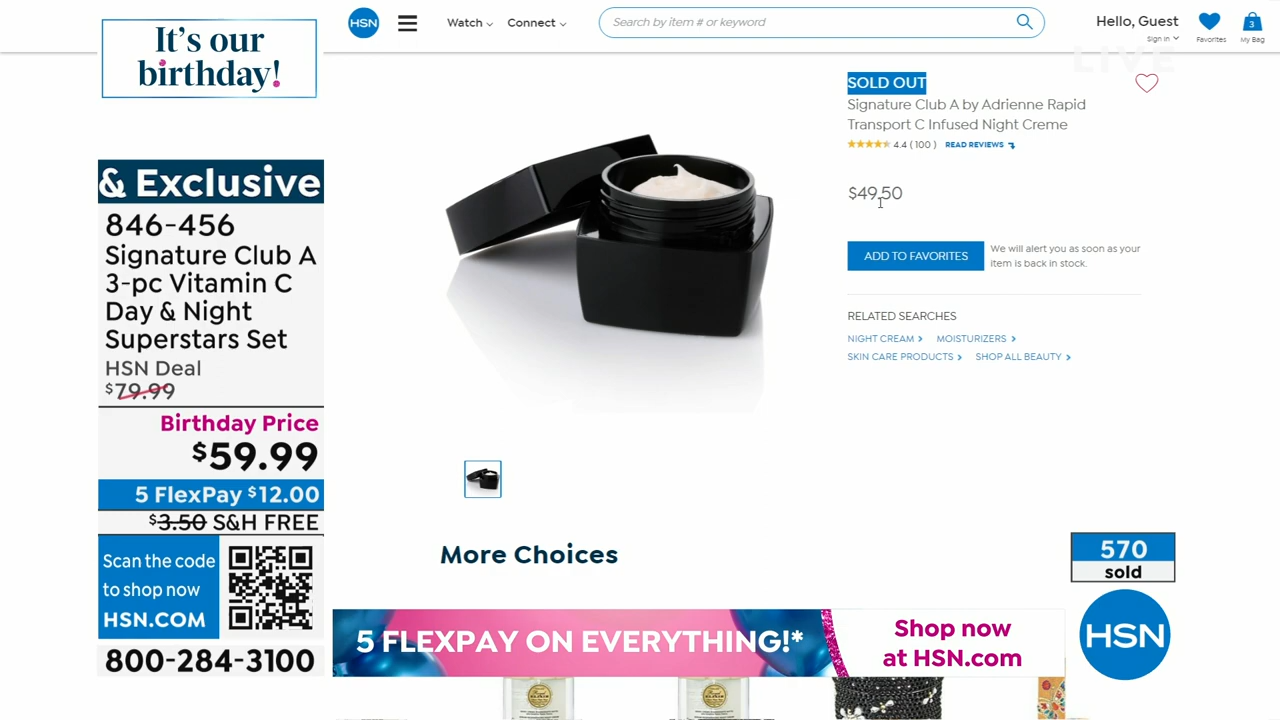 It's our
birthday!
& Exclusive
846-456
Signature Club A
3-pc Vitamin C
Day & Night
Superstars Set
HSN Deal
$79.99
Birthday Price
$59.99
5 FlexPay $12.00
$3.50 S&H FREE
Scan the code
to shop now
HSN.COM
800-284-3100
HSN
Watch
Connect
Search by item # or keyword
Hello, Guest
Sign In
Favorites
3
My Bag
LIVE
SOLD OUT
Signature Club A by Adrienne Rapid
Transport C Infused Night Creme
4.4 (100) READ REVIEWS
$49.50
ADD TO FAVORITES
We will alert you as soon as your
item is back in stock.
RELATED SEARCHES
NIGHT CREAM
MOISTURIZERS
SKIN CARE PRODUCTS
SHOP ALL BEAUTY
More Choices
570
sold
5 FLEXPAY ON EVERYTHING!*
Shop now
at HSN.com
HSN